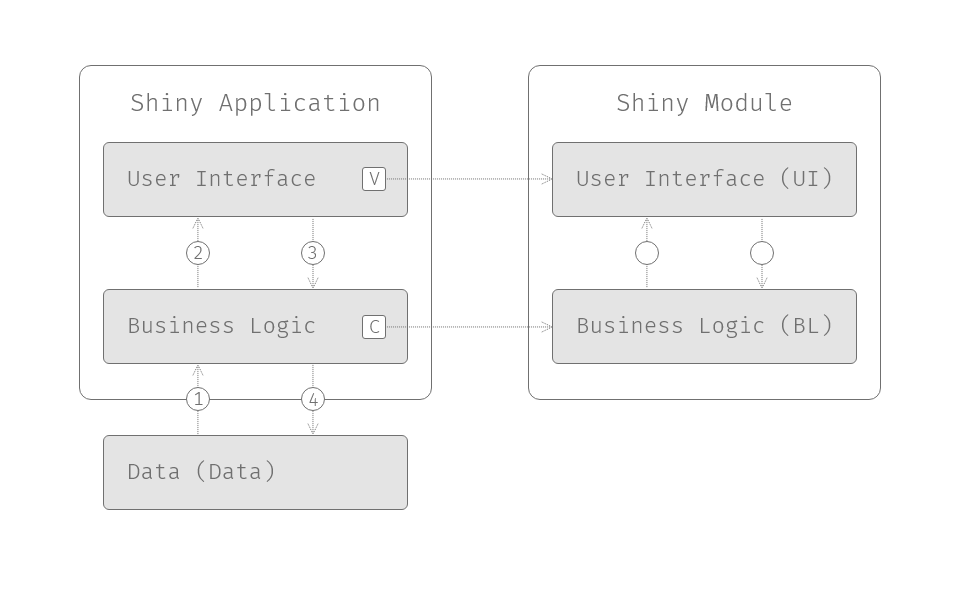 Shiny Application
User Interface V
2 3
Business Logic C
1 4
Data (Data)
Shiny Module
User Interface (UI)
Business Logic (BL)